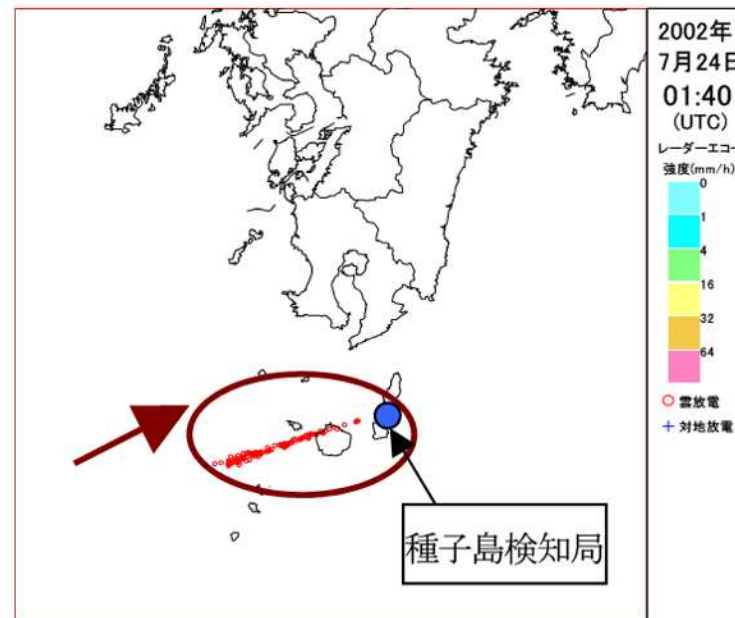 2002年
7月24日
01:40
(UTC)
レーダーエコー
強度(mm/h)
0
1
4
16
32
64
雲放電
対地放電
種子島検知局